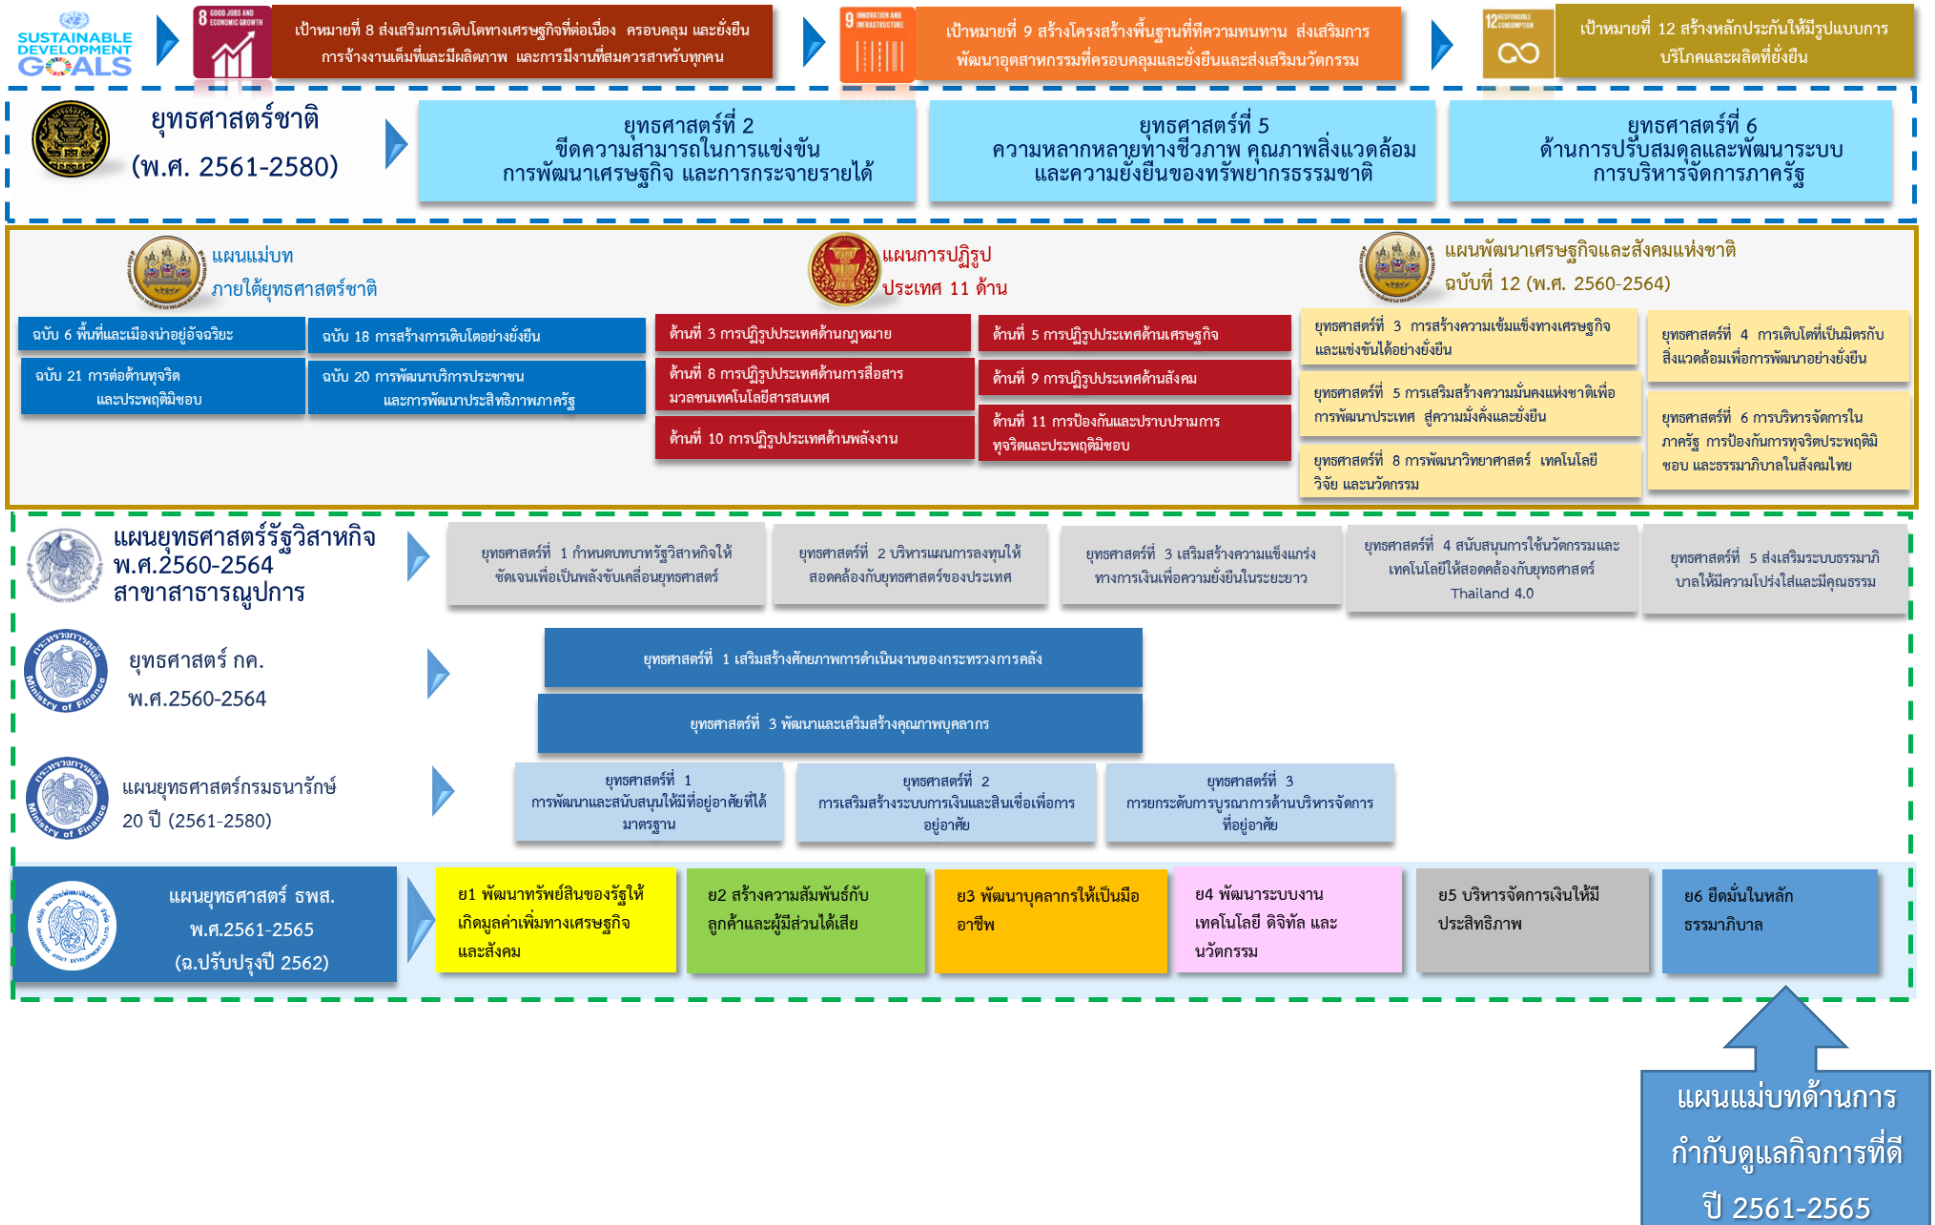 SUSTAINABLE
DEVELOPMENT
GOALS
8 GOOD JOBS AND
ECONOMIC GROWTH
เป้าหมายที่ 8 ส่งเสริมการเติบโตทางเศรษฐกิจที่ต่อเนื่อง ครอบคลุม และยั่งยืน
การจ้างงานเต็มที่และมีผลิตภาพ และการมีงานที่สมควรสาหรับทุกคน
9 INNOVATION AND
INFRASTRUCTURE
เป้าหมายที่ 9 สร้างโครงสร้างพื้นฐานที่ทีความทนทาน ส่งเสริมการ
พัฒนาอุตสาหกรรมที่ครอบคลุมและยั่งยืนและส่งเสริมนวัตกรรม
12 RESPONSIBLE
CONSUMPTION
เป้าหมายที่ 12 สร้างหลักประกันให้มีรูปแบบการ
บริโภคและผลิตที่ยั่งยืน
ยุทธศาสตร์ชาติ
(พ.ศ. 2561-2580)
ยุทธศาสตร์ที่ 2
ขีดความสามารถในการแข่งขัน
การพัฒนาเศรษฐกิจ และการกระจายรายได้
ยุทธศาสตร์ที่ 5
ความหลากหลายทางชีวภาพ คุณภาพสิ่งแวดล้อม
และความยั่งยืนของทรัพยากรธรรมชาติ
ยุทธศาสตร์ที่ 6
ด้านการปรับสมดุลและพัฒนาระบบ
การบริหารจัดการภาครัฐ
แผนแม่บท
ภายใต้ยุทธศาสตร์ชาติ
ฉบับ 6 พื้นที่และเมืองน่าอยู่อัจฉริยะ
ฉบับ 18 การสร้างการเติบโตอย่างยั่งยืน
ฉบับ 21 การต่อต้านทุจริต
และประพฤติมิชอบ
ฉบับ 20 การพัฒนาบริการประชาชน
และการพัฒนาประสิทธิภาพภาครัฐ
แผนการปฏิรูป
ประเทศ 11 ด้าน
ด้านที่ 3 การปฏิรูปประเทศด้านกฎหมาย
ด้านที่ 5 การปฏิรูปประเทศด้านเศรษฐกิจ
ด้านที่ 8 การปฏิรูปประเทศด้านการสื่อสาร
มวลชนเทคโนโลยีสารสนเทศ
ด้านที่ 9 การปฏิรูปประเทศด้านสังคม
ด้านที่ 10 การปฏิรูปประเทศด้านพลังงาน
ด้านที่ 11 การป้องกันและปราบปรามการ
ทุจริตและประพฤติมิชอบ
แผนพัฒนาเศรษฐกิจและสังคมแห่งชาติ
ฉบับที่ 12 (พ.ศ. 2560-2564)
ยุทธศาสตร์ที่ 3 การสร้างความเข้มแข็งทางเศรษฐกิจ
และแข่งขันได้อย่างยั่งยืน
ยุทธศาสตร์ที่ 4 การเติบโตที่เป็นมิตรกับ
สิ่งแวดล้อมเพื่อการพัฒนาอย่างยั่งยืน
ยุทธศาสตร์ที่ 5 การเสริมสร้างความมั่นคงแห่งชาติเพื่อ
การพัฒนาประเทศ สู่ความมั่งคั่งและยั่งยืน
ยุทธศาสตร์ที่ 6 การบริหารจัดการใน
ภาครัฐ การป้องกันการทุจริตประพฤติมิ
ชอบ และธรรมาภิบาลในสังคมไทย
ยุทธศาสตร์ที่ 8 การพัฒนาวิทยาศาสตร์ เทคโนโลยี
วิจัย และนวัตกรรม
แผนยุทธศาสตร์รัฐวิสาหกิจ
พ.ศ.2560-2564
สาขาสาธารณูปการ
ยุทธศาสตร์ที่ 1 กำหนดบทบาทรัฐวิสาหกิจให้
ชัดเจนเพื่อเป็นพลังขับเคลื่อนยุทธศาสตร์
ยุทธศาสตร์ที่ 2 บริหารแผนการลงทุนให้
สอดคล้องกับยุทธศาสตร์ของประเทศ
ยุทธศาสตร์ที่ 3 เสริมสร้างความแข็งแกร่ง
ทางการเงินเพื่อความยั่งยืนในระยะยาว
ยุทธศาสตร์ที่ 4 สนับสนุนการใช้นวัตกรรมและ
เทคโนโลยีให้สอดคล้องกับยุทธศาสตร์
Thailand 4.0
ยุทธศาสตร์ที่ 5 ส่งเสริมระบบธรรมาภิ
บาลให้มีความโปร่งใส่และมีคุณธรรม
กระทรวงการคลัง
Ministry of Finance
ยุทธศาสตร์ กค.
พ.ศ.2560-2564
ยุทธศาสตร์ที่ 1 เสริมสร้างศักยภาพการดำเนินงานของกระทรวงการคลัง
ยุทธศาสตร์ที่ 3 พัฒนาและเสริมสร้างคุณภาพบุคลากร
กระทรวงการคลัง
Ministry of Finance
แผนยุทธศาสตร์กรมธนารักษ์
20 ปี (2561-2580)
ยุทธศาสตร์ที่ 1
การพัฒนาและสนับสนุนให้มีที่อยู่อาศัยที่ได้
มาตรฐาน
ยุทธศาสตร์ที่ 2
การเสริมสร้างระบบการเงินและสินเชื่อเพื่อการ
อยู่อาศัย
ยุทธศาสตร์ที่ 3
การยกระดับการบูรณาการด้านบริหารจัดการ
ที่อยู่อาศัย
แผนยุทธศาสตร์ ธพส.
พ.ศ.2561-2565
(ฉ.ปรับปรุงปี 2562)
ย1 พัฒนาทรัพย์สินของรัฐให้
เกิดมูลค่าเพิ่มทางเศรษฐกิจ
และสังคม
ย2 สร้างความสัมพันธ์กับ
ลูกค้าและผู้มีส่วนได้เสีย
ย3 พัฒนาบุคลากรให้เป็นมือ
อาชีพ
ย4 พัฒนาระบบงาน
เทคโนโลยี ดิจิทัล และ
นวัตกรรม
ย5 บริหารจัดการเงินให้มี
ประสิทธิภาพ
ย6 ยึดมั่นในหลัก
ธรรมาภิบาล
แผนแม่บทด้านการ
กำกับดูแลกิจการที่ดี
ปี 2561-2565